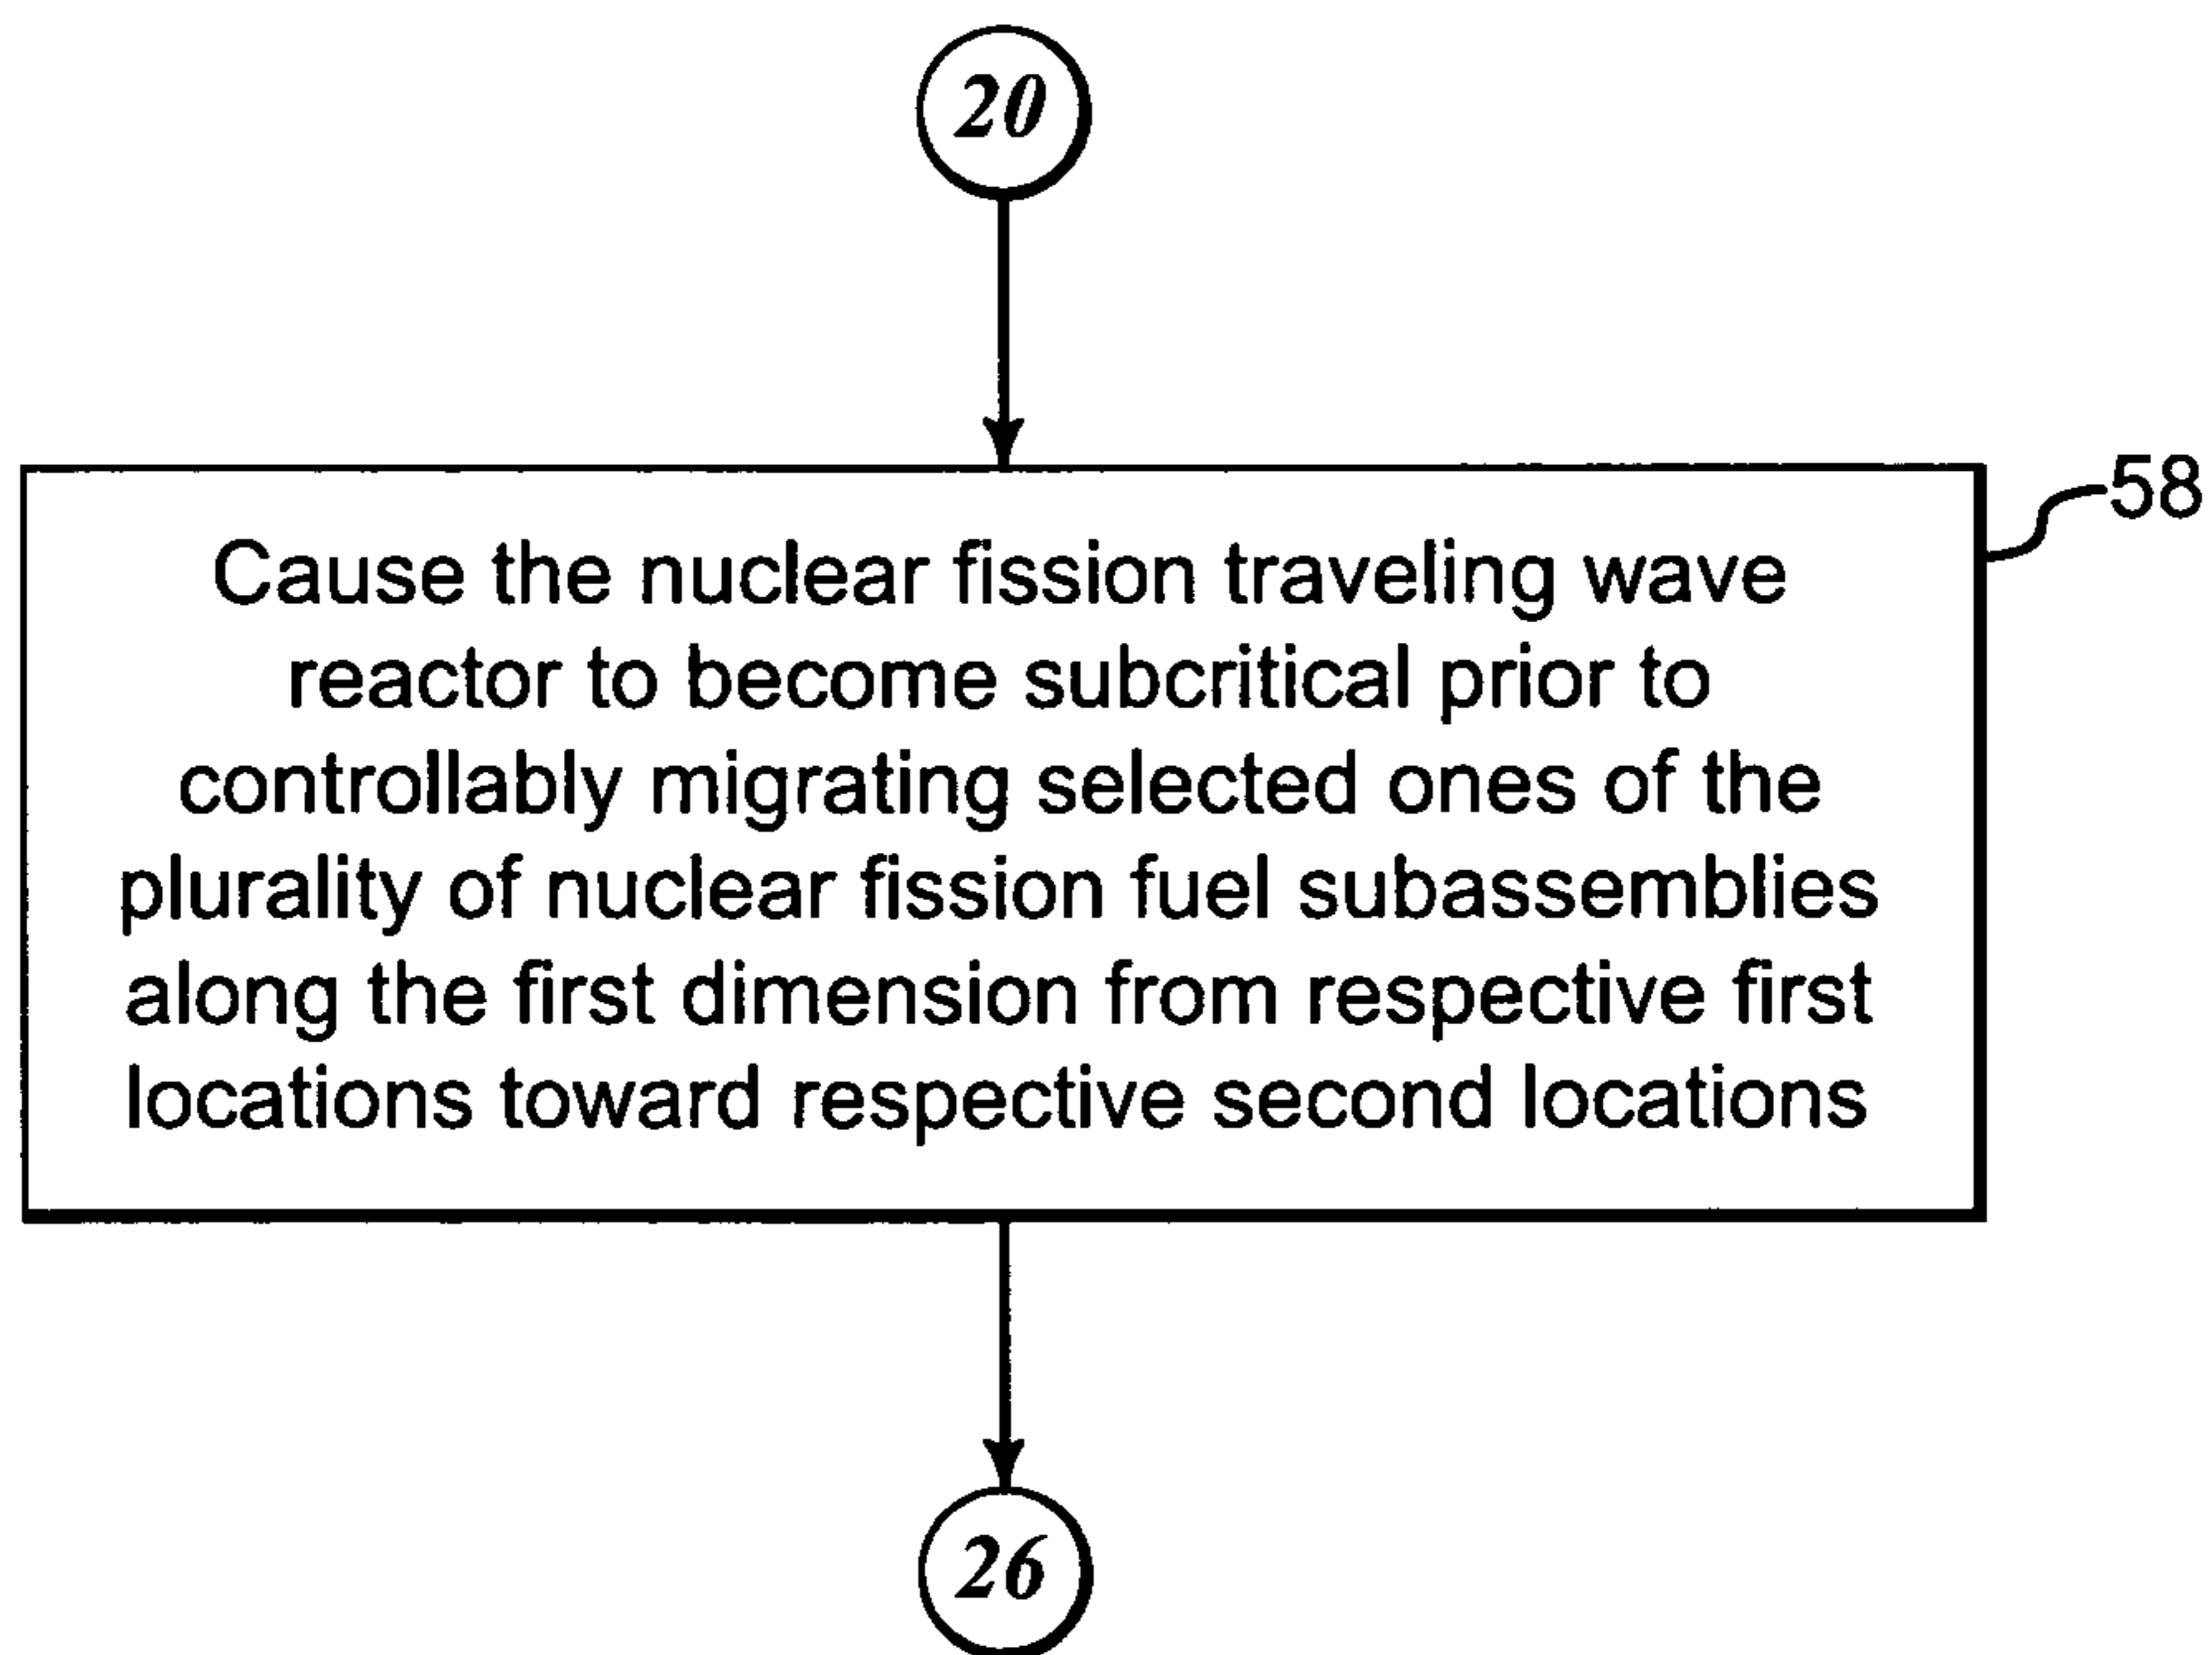 20
58
Cause the nuclear fission traveling wave
reactor to become subcritical prior to
controllably migrating selected ones of the
plurality of nuclear fission fuel subassemblies
along the first dimension from respective first
locations toward respective second locations
26